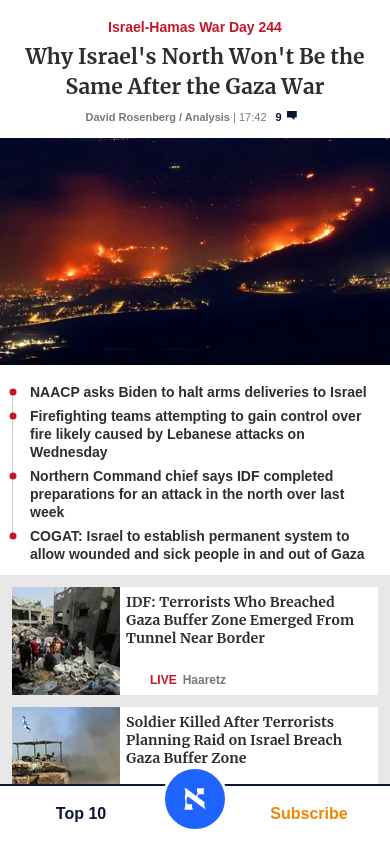 Israel-Hamas War Day 244
Why Israel's North Won't Be the
Same After the Gaza War
David Rosenberg / Analysis | 17:42 9
NAACP asks Biden to halt arms deliveries to Israel
Firefighting teams attempting to gain control over
fire likely caused by Lebanese attacks on
Wednesday
Northern Command chief says IDF completed
preparations for an attack in the north over last
week
COGAT: Israel to establish permanent system to
allow wounded and sick people in and out of Gaza
IDF: Terrorists Who Breached
Gaza Buffer Zone Emerged From
Tunnel Near Border
LIVE Haaretz
Soldier Killed After Terrorists
Planning Raid on Israel Breach
Gaza Buffer Zone
Top 10
א
Subscribe